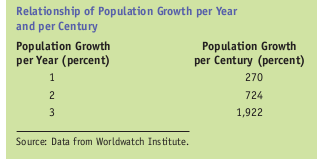 Relationship of Population Growth per Year
and per Century
Population Growth Population Growth
per Year (percent) per Century (percent)
1 270
2 724
3 1,922
Source: Data from Worldwatch Institute.